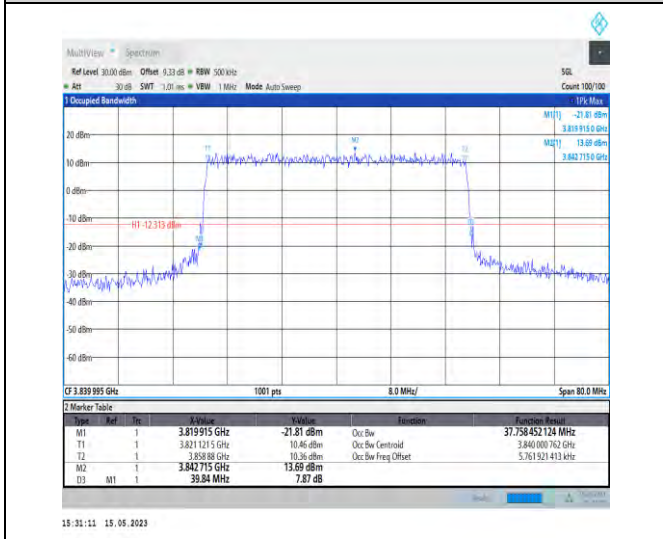 MultiView Spectrum
Ref Level 30.00 dBm Offset 9.33 dB RBW 500 kHz SGL
Att 30 dB SWT 1.01 ms VBW 1 MHz Mode Auto Sweep Count 100/100
1 Occupied Bandwidth 1Pk Max
M1[1] -21.81 dBm
3.819 915 0 GHz
M2[1] 13.69 dBm
3.842 715 0 GHz
20 dBm
T1 M2 T2
10 dBm
0 dBm
-10 dBm
H1 -12.313 dBm
-20 dBm
-30 dBm
-40 dBm
-50 dBm
-60 dBm
CF 3.839 995 GHz 1001 pts 8.0 MHz/ Span 80.0 MHz
2 Marker Table
Type Ref Trc X-Value Y-Value Function Function Result
M1 1 3.819 915 GHz -21.81 dBm Occ Bw 37.758 452 124 MHz
T1 1 3.821 121 5 GHz 10.46 dBm Occ Bw Centroid 3.840 000 762 GHz
T2 1 3.858 88 GHz 10.36 dBm Occ Bw Freq Offset 5.761 921 413 kHz
M2 1 3.842 715 GHz 13.69 dBm
D3 M1 1 39.84 MHz 7.87 dB
15:31:11 15.05.2023